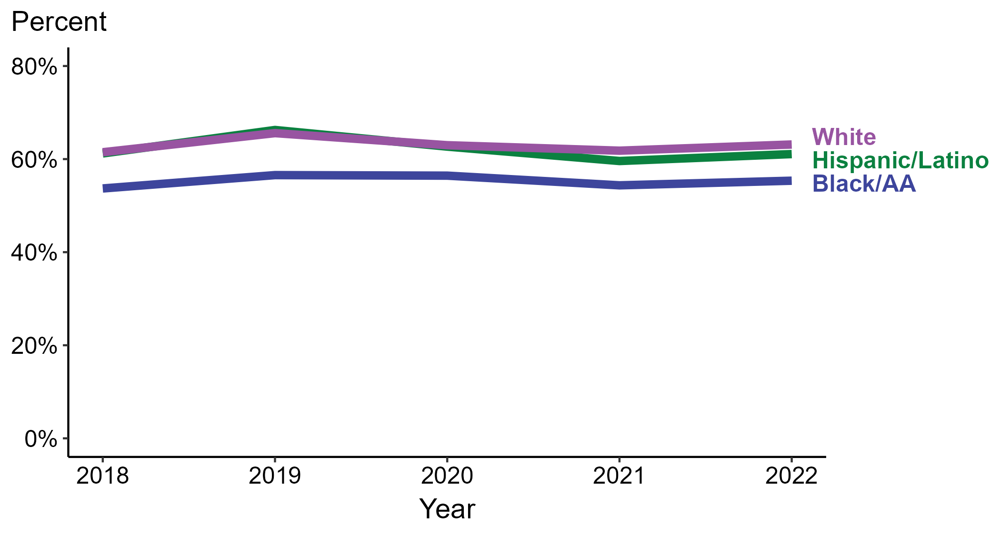 Percent
80%
60%
40%
20%
0%
White
Hispanic/Latino
Black/AA
2018 2019 2020 2021 2022
Year